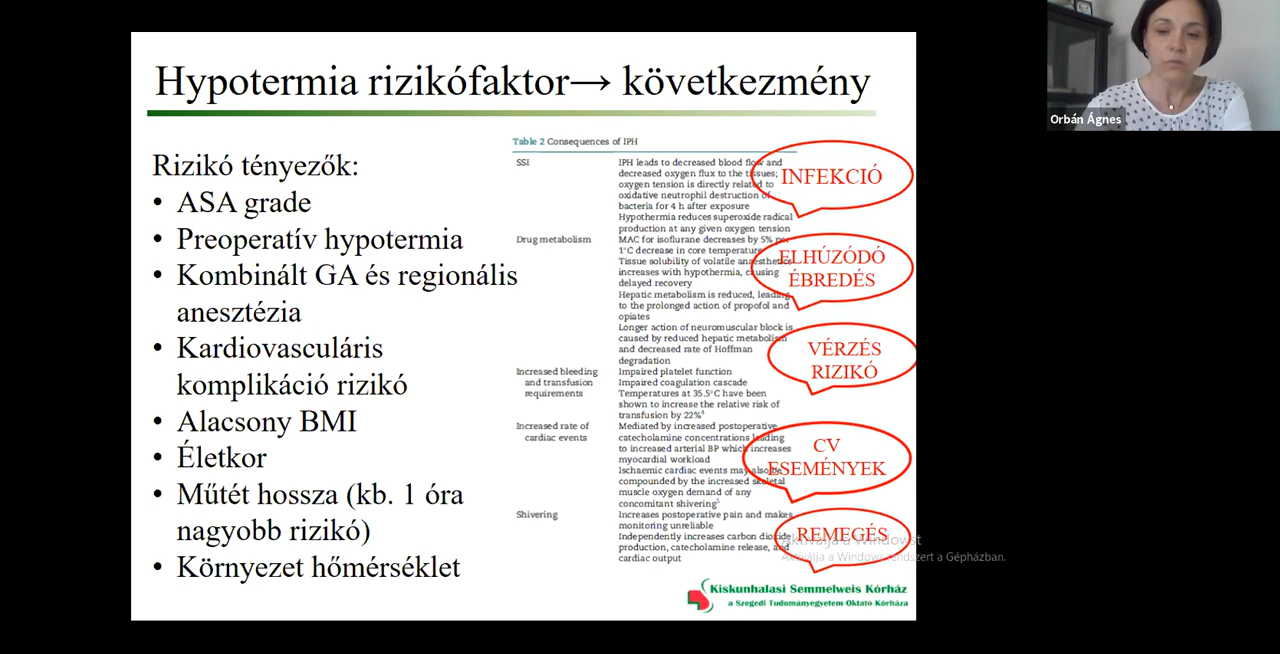 Hypotermia rizikófaktor→ következmény
Rizikó tényezők:
• ASA grade
• Preoperatív hypotermia
• Kombinált GA és regionális
anesztézia
• Kardiovasculáris
komplikáció rizikó
• Alacsony BMI
• Életkor
• Műtét hossza (kb. 1 óra
nagyobb rizikó)
• Környezet hőmérséklet
Table 2 Consequences of IPH
SSI
IPH leads to decreased blood flow and
decreased oxygen flux to the tissues;
oxygen tension is directly related to
oxidative neutrophil destruction of
bacteria for 4 h after exposure
Hypothermia reduces superoxide radical
production at any given oxygen tension
Drug metabolism
MAC for isoflurane decreases by 5% per
1°C decrease in core temperature
Tissue solubility of volatile anaesthetics
increases with hypothermia, causing
delayed recovery
Hepatic metabolism is reduced, leading
to the prolonged action of propofol and
opiates
Longer action of neuromuscular block is
caused by reduced hepatic metabolism
and decreased rate of Hoffman
degradation
Increased bleeding
and transfusion
requirements
Impaired platelet function
Impaired coagulation cascade
Temperatures at 35.5°C have been
shown to increase the relative risk of
transfusion by 22%⁴
Increased rate of
cardiac events
Mediated by increased postoperative
catecholamine concentrations leading
to increased arterial BP which increases
myocardial workload
Ischaemic cardiac events may also be
compounded by the increased skeletal
muscle oxygen demand of any
concomitant shivering⁵
Shivering
Increases postoperative pain and makes
monitoring unreliable
Independently increases carbon dioxide
production, catecholamine release, and
cardiac output
INFEKCIÓ
ELHÚZÓDÓ
ÉBREDÉS
VÉRZÉS
RIZIKÓ
CV
ESEMÉNYEK
REMEGÉS
Aktiválja a Windowst
Aktiválja a Windows rendszert a Gépházban.
Kiskunhalasi Semmelweis Kórház
a Szegedi Tudományegyetem Oktató Kórháza
Orbán Ágnes